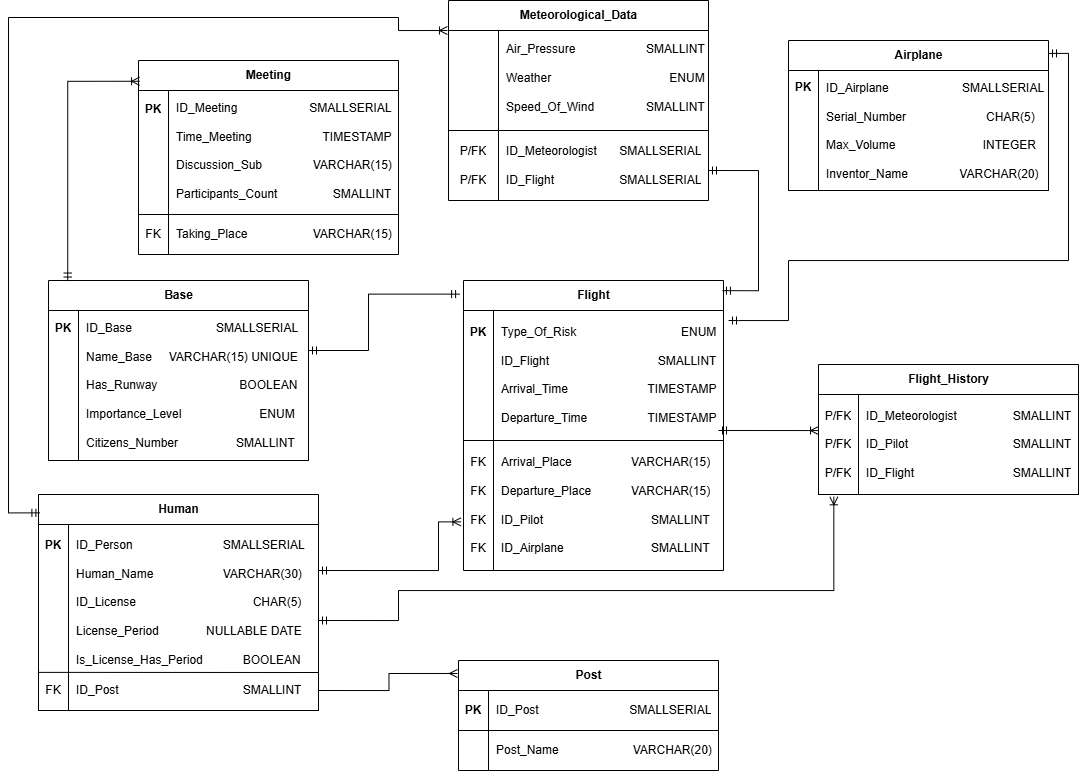 Meteorological_Data
Air_Pressure SMALLINT
Weather ENUM
Speed_Of_Wind SMALLINT
P/FK ID_Meteorologist SMALLSERIAL
P/FK ID_Flight SMALLSERIAL
Airplane
PK ID_Airplane SMALLSERIAL
Serial_Number CHAR(5)
Max_Volume INTEGER
Inventor_Name VARCHAR(20)
Meeting
PK ID_Meeting SMALLSERIAL
Time_Meeting TIMESTAMP
Discussion_Sub VARCHAR(15)
Participants_Count SMALLINT
FK Taking_Place VARCHAR(15)
Base
PK ID_Base SMALLSERIAL
Name_Base VARCHAR(15) UNIQUE
Has_Runway BOOLEAN
Importance_Level ENUM
Citizens_Number SMALLINT
Flight
PK Type_Of_Risk ENUM
ID_Flight SMALLINT
Arrival_Time TIMESTAMP
Departure_Time TIMESTAMP
FK Arrival_Place VARCHAR(15)
FK Departure_Place VARCHAR(15)
FK ID_Pilot SMALLINT
FK ID_Airplane SMALLINT
Flight_History
P/FK ID_Meteorologist SMALLINT
P/FK ID_Pilot SMALLINT
P/FK ID_Flight SMALLINT
Human
PK ID_Person SMALLSERIAL
Human_Name VARCHAR(30)
ID_License CHAR(5)
License_Period NULLABLE DATE
Is_License_Has_Period BOOLEAN
FK ID_Post SMALLINT
Post
PK ID_Post SMALLSERIAL
Post_Name VARCHAR(20)